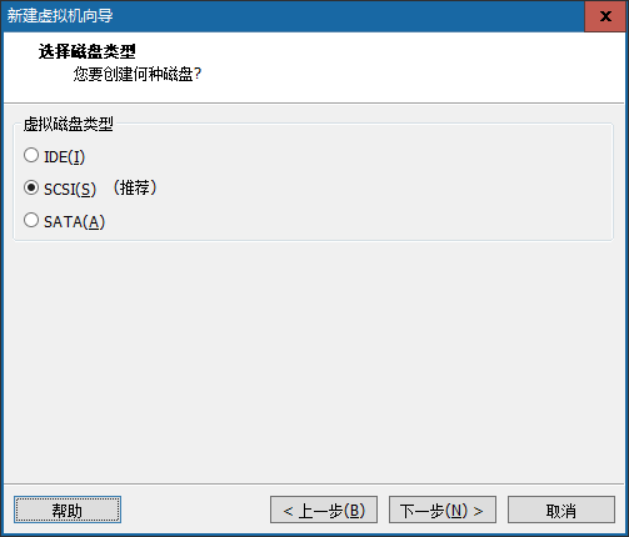 新建虚拟机向导
选择磁盘类型
您要创建何种磁盘?
虚拟磁盘类型
IDE(I)
SCSI(S) （推荐）
SATA(A)
帮助 < 上一步(B) 下一步(N) > 取消